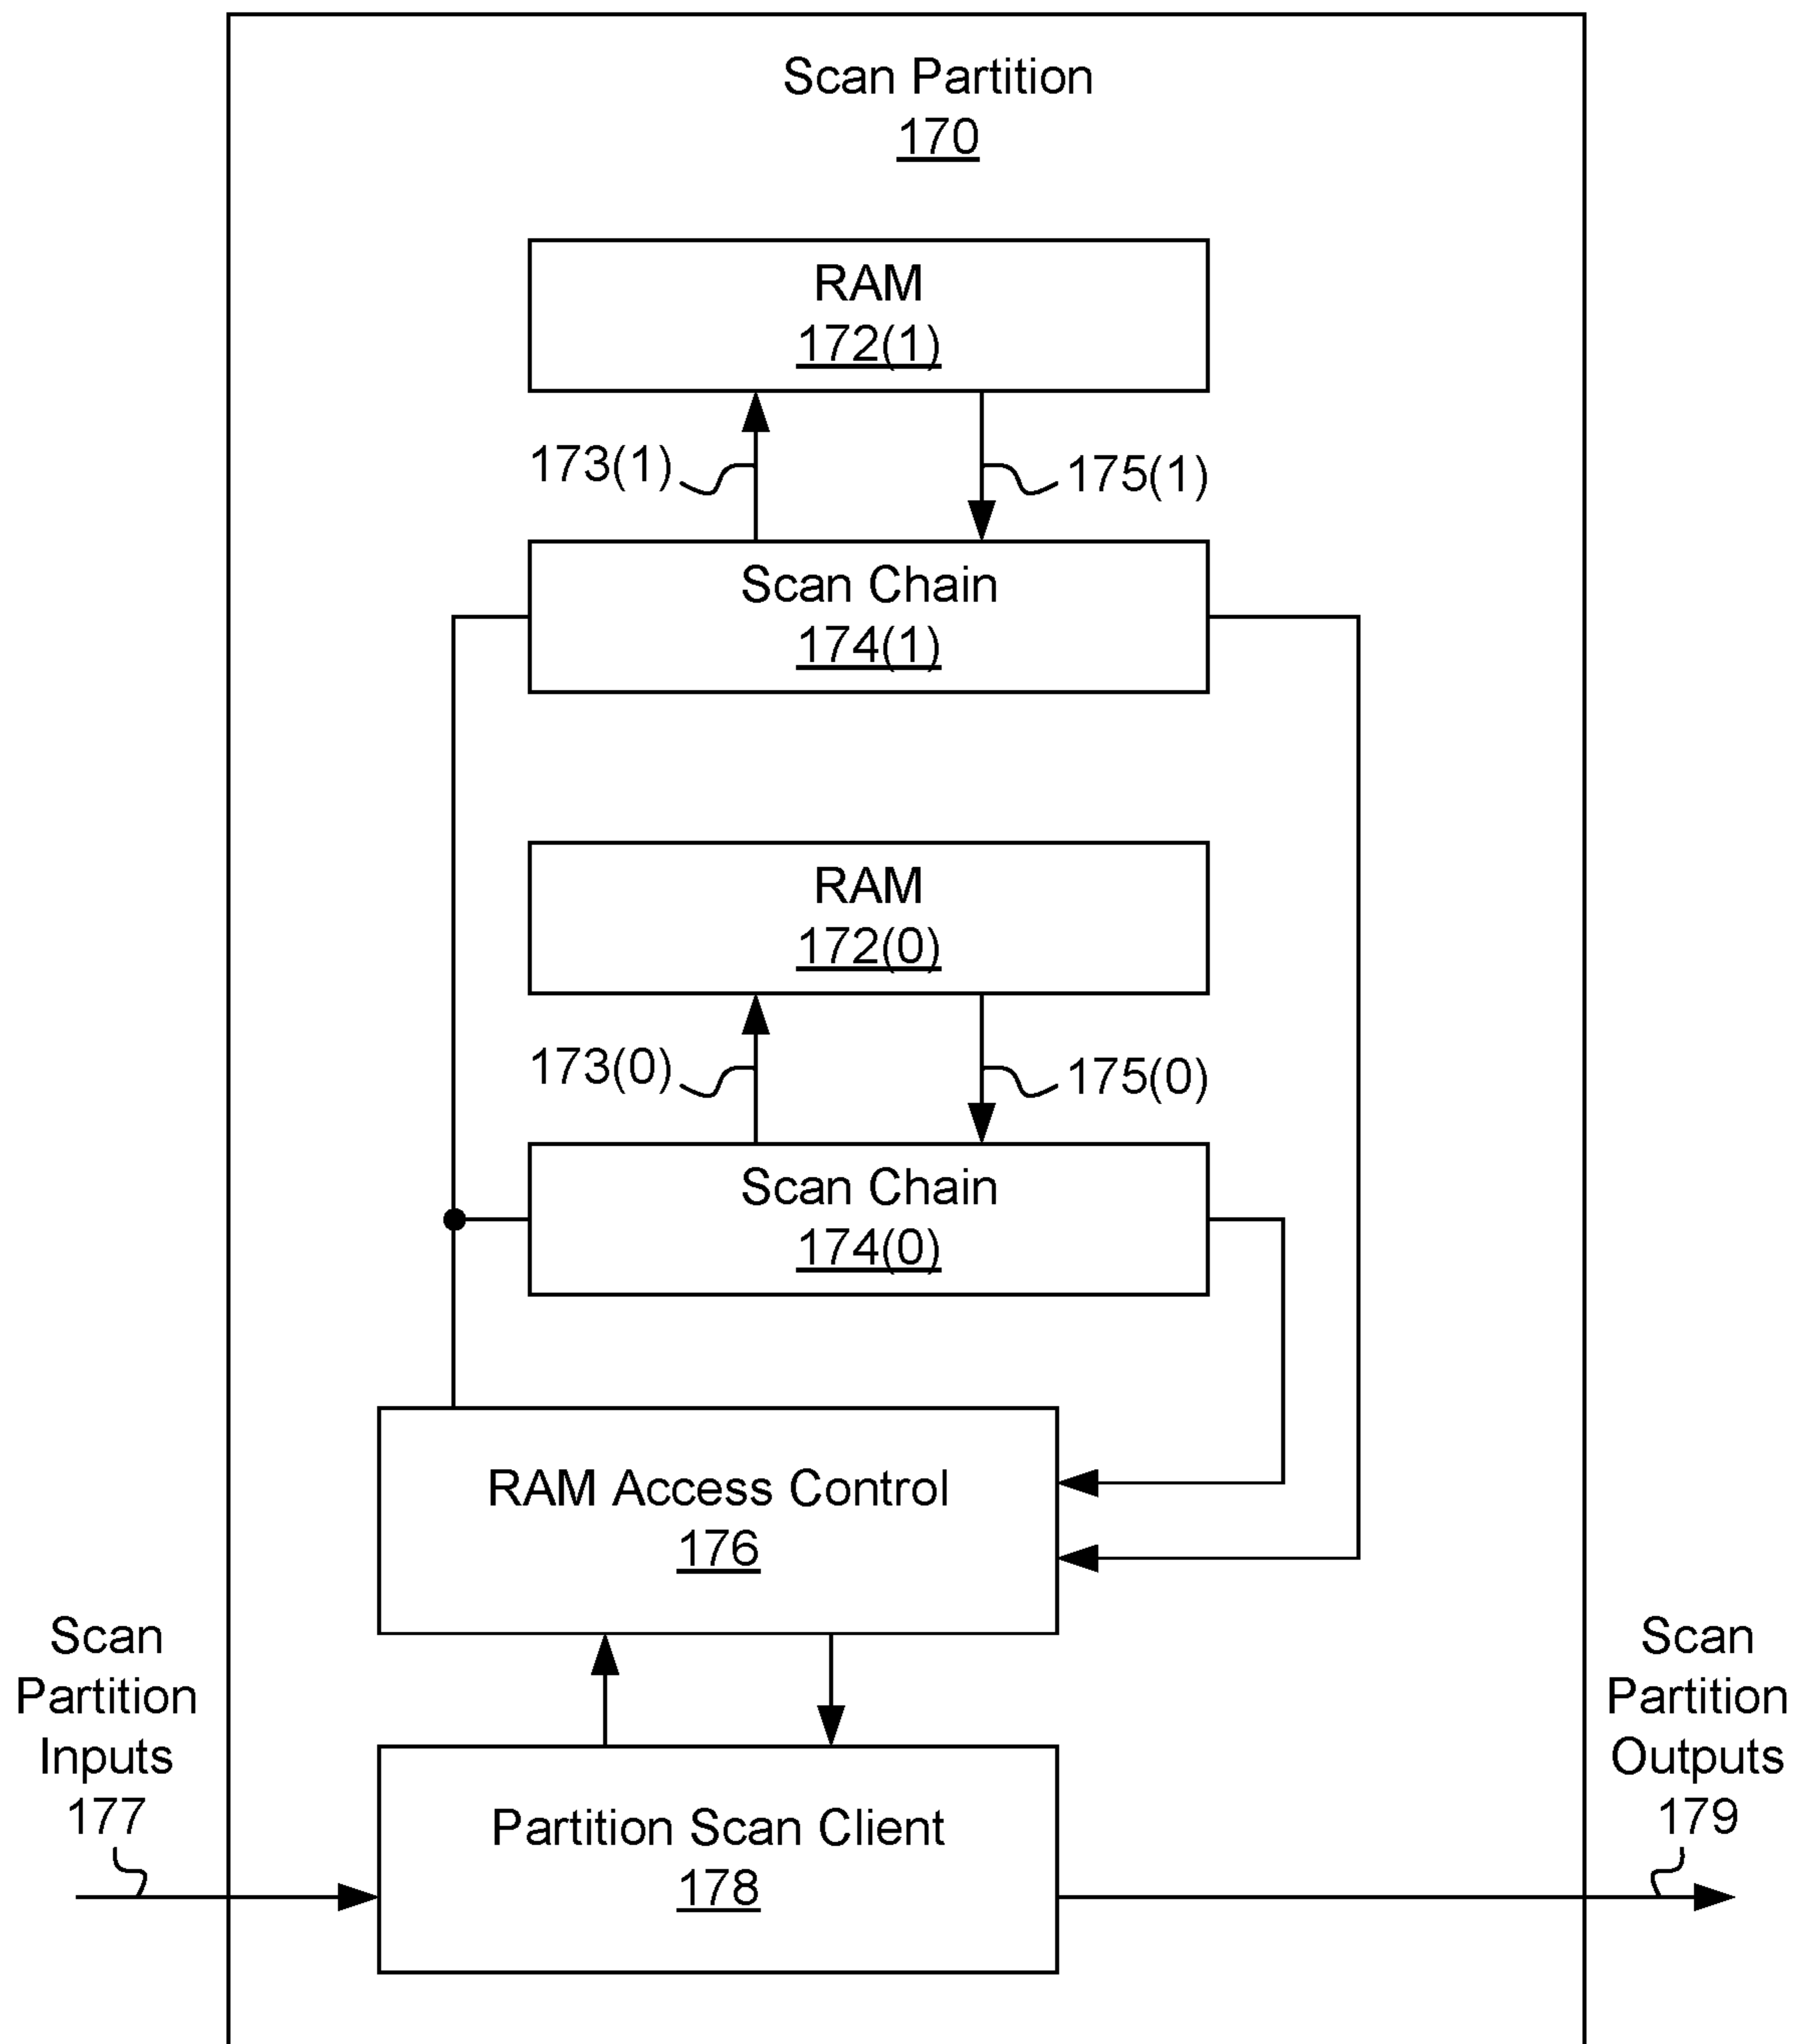 Scan Partition
170
RAM
172(1)
173(1)
175(1)
Scan Chain
174(1)
RAM
172(0)
173(0)
175(0)
Scan Chain
174(0)
RAM Access Control
176
Scan
Partition
Inputs
177
Partition Scan Client
178
Scan
Partition
Outputs
179